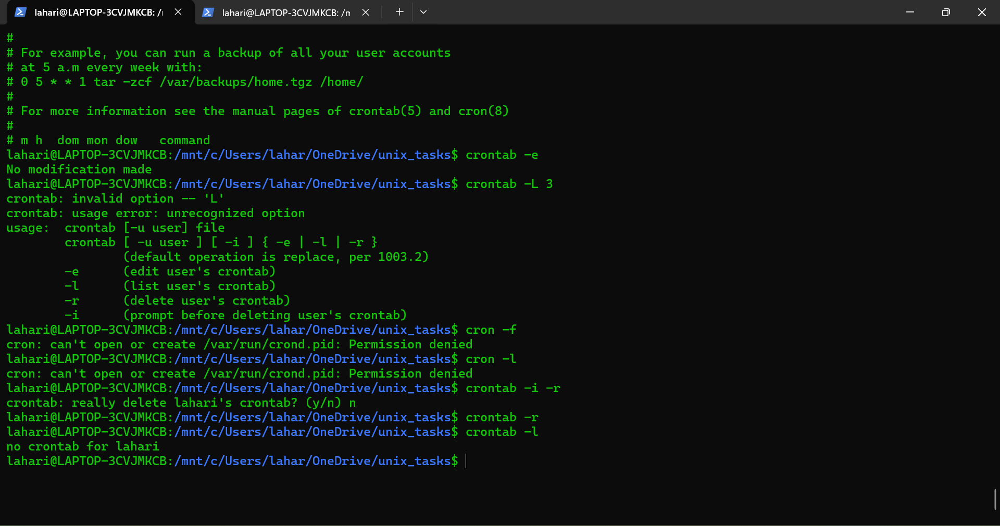 lahari@LAPTOP-3CVJMKCB: /
lahari@LAPTOP-3CVJMKCB: /n
#
# For example, you can run a backup of all your user accounts
# at 5 a.m every week with:
# 0 5 * * 1 tar -zcf /var/backups/home.tgz /home/
#
# For more information see the manual pages of crontab(5) and cron(8)
#
# m h  dom mon dow   command
lahari@LAPTOP-3CVJMKCB:/mnt/c/Users/lahar/OneDrive/unix_tasks$ crontab -e
No modification made
lahari@LAPTOP-3CVJMKCB:/mnt/c/Users/lahar/OneDrive/unix_tasks$ crontab -L 3
crontab: invalid option -- 'L'
crontab: usage error: unrecognized option
usage:  crontab [-u user] file
        crontab [ -u user ] [ -i ] { -e | -l | -r }
                (default operation is replace, per 1003.2)
        -e      (edit user's crontab)
        -l      (list user's crontab)
        -r      (delete user's crontab)
        -i      (prompt before deleting user's crontab)
lahari@LAPTOP-3CVJMKCB:/mnt/c/Users/lahar/OneDrive/unix_tasks$ cron -f
cron: can't open or create /var/run/crond.pid: Permission denied
lahari@LAPTOP-3CVJMKCB:/mnt/c/Users/lahar/OneDrive/unix_tasks$ cron -l
cron: can't open or create /var/run/crond.pid: Permission denied
lahari@LAPTOP-3CVJMKCB:/mnt/c/Users/lahar/OneDrive/unix_tasks$ crontab -i -r
crontab: really delete lahari's crontab? (y/n) n
lahari@LAPTOP-3CVJMKCB:/mnt/c/Users/lahar/OneDrive/unix_tasks$ crontab -r
lahari@LAPTOP-3CVJMKCB:/mnt/c/Users/lahar/OneDrive/unix_tasks$ crontab -l
no crontab for lahari
lahari@LAPTOP-3CVJMKCB:/mnt/c/Users/lahar/OneDrive/unix_tasks$